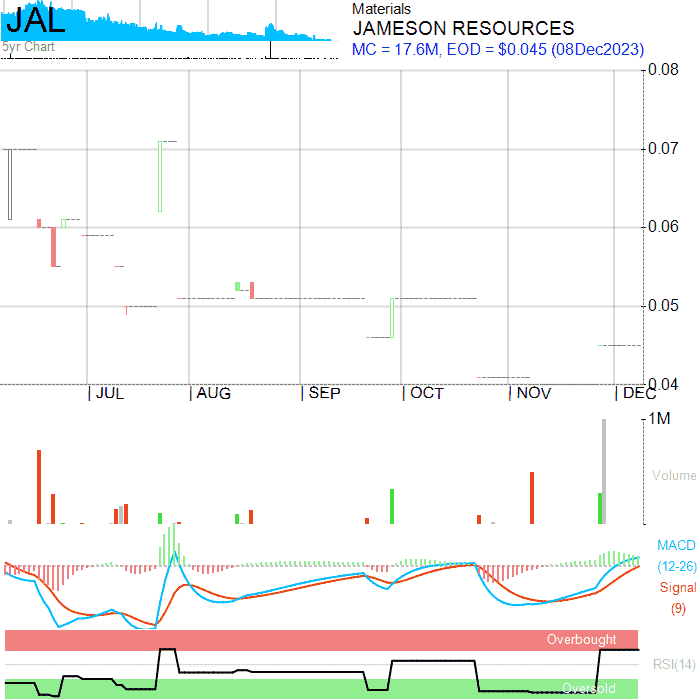 JAL
5yr Chart
Materials
JAMESON RESOURCES
MC = 17.6M, EOD = $0.045 (08Dec2023)
0.08
0.07
0.06
0.05
0.04
JUL AUG SEP OCT NOV DEC
1M
Volume
MACD
(12-26)
Signal
(9)
Overbought
RSI(14)
Oversold